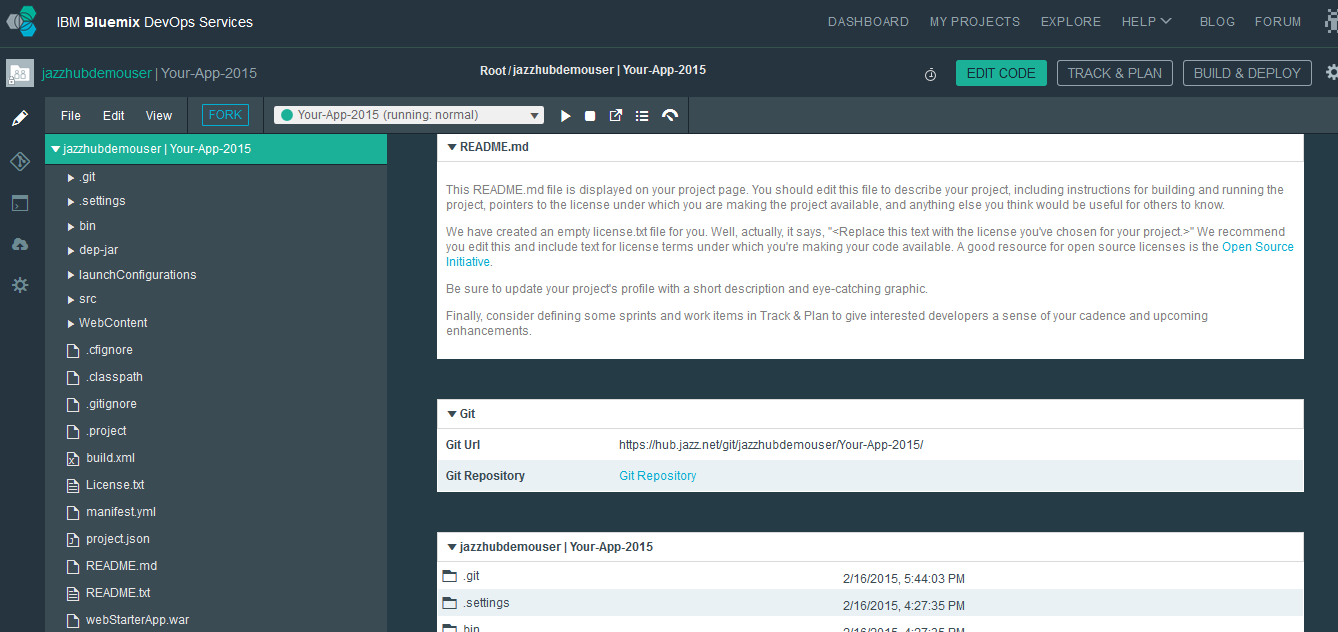 IBM Bluemix DevOps Services
DASHBOARD MY PROJECTS EXPLORE HELP BLOG FORUM
jazzhubdemouser | Your-App-2015
Root / jazzhubdemouser | Your-App-2015
EDIT CODE TRACK & PLAN BUILD & DEPLOY
File Edit View FORK Your-App-2015 (running: normal)
jazzhubdemouser | Your-App-2015
.git
.settings
bin
dep-jar
launchConfigurations
src
WebContent
.cfignore
.classpath
.gitignore
.project
build.xml
License.txt
manifest.yml
project.json
README.md
README.txt
webStarterApp.war
README.md
This README.md file is displayed on your project page. You should edit this file to describe your project, including instructions for building and running the
project, pointers to the license under which you are making the project available, and anything else you think would be useful for others to know.
We have created an empty license.txt file for you. Well, actually, it says, "<Replace this text with the license you've chosen for your project.>" We recommend
you edit this and include text for license terms under which you're making your code available. A good resource for open source licenses is the Open Source
Initiative.
Be sure to update your project's profile with a short description and eye-catching graphic.
Finally, consider defining some sprints and work items in Track & Plan to give interested developers a sense of your cadence and upcoming
enhancements.
Git
Git Url https://hub.jazz.net/git/jazzhubdemouser/Your-App-2015/
Git Repository Git Repository
jazzhubdemouser | Your-App-2015
.git 2/16/2015, 5:44:03 PM
.settings 2/16/2015, 4:27:35 PM
bin 2/16/2015, 4:27:35 PM